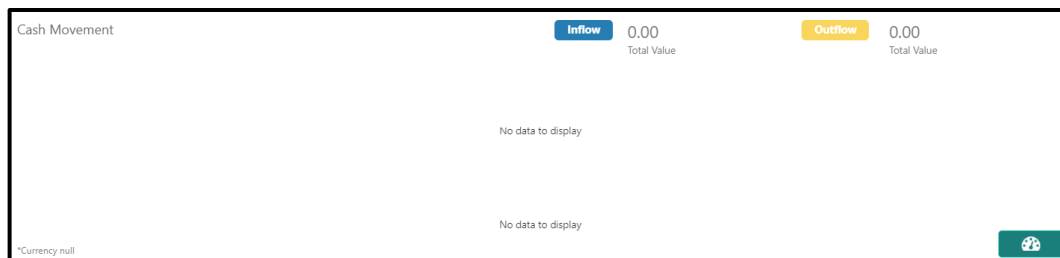 Cash Movement
Inflow
0.00
Total Value
Outflow
0.00
Total Value
No data to display
No data to display
*Currency null